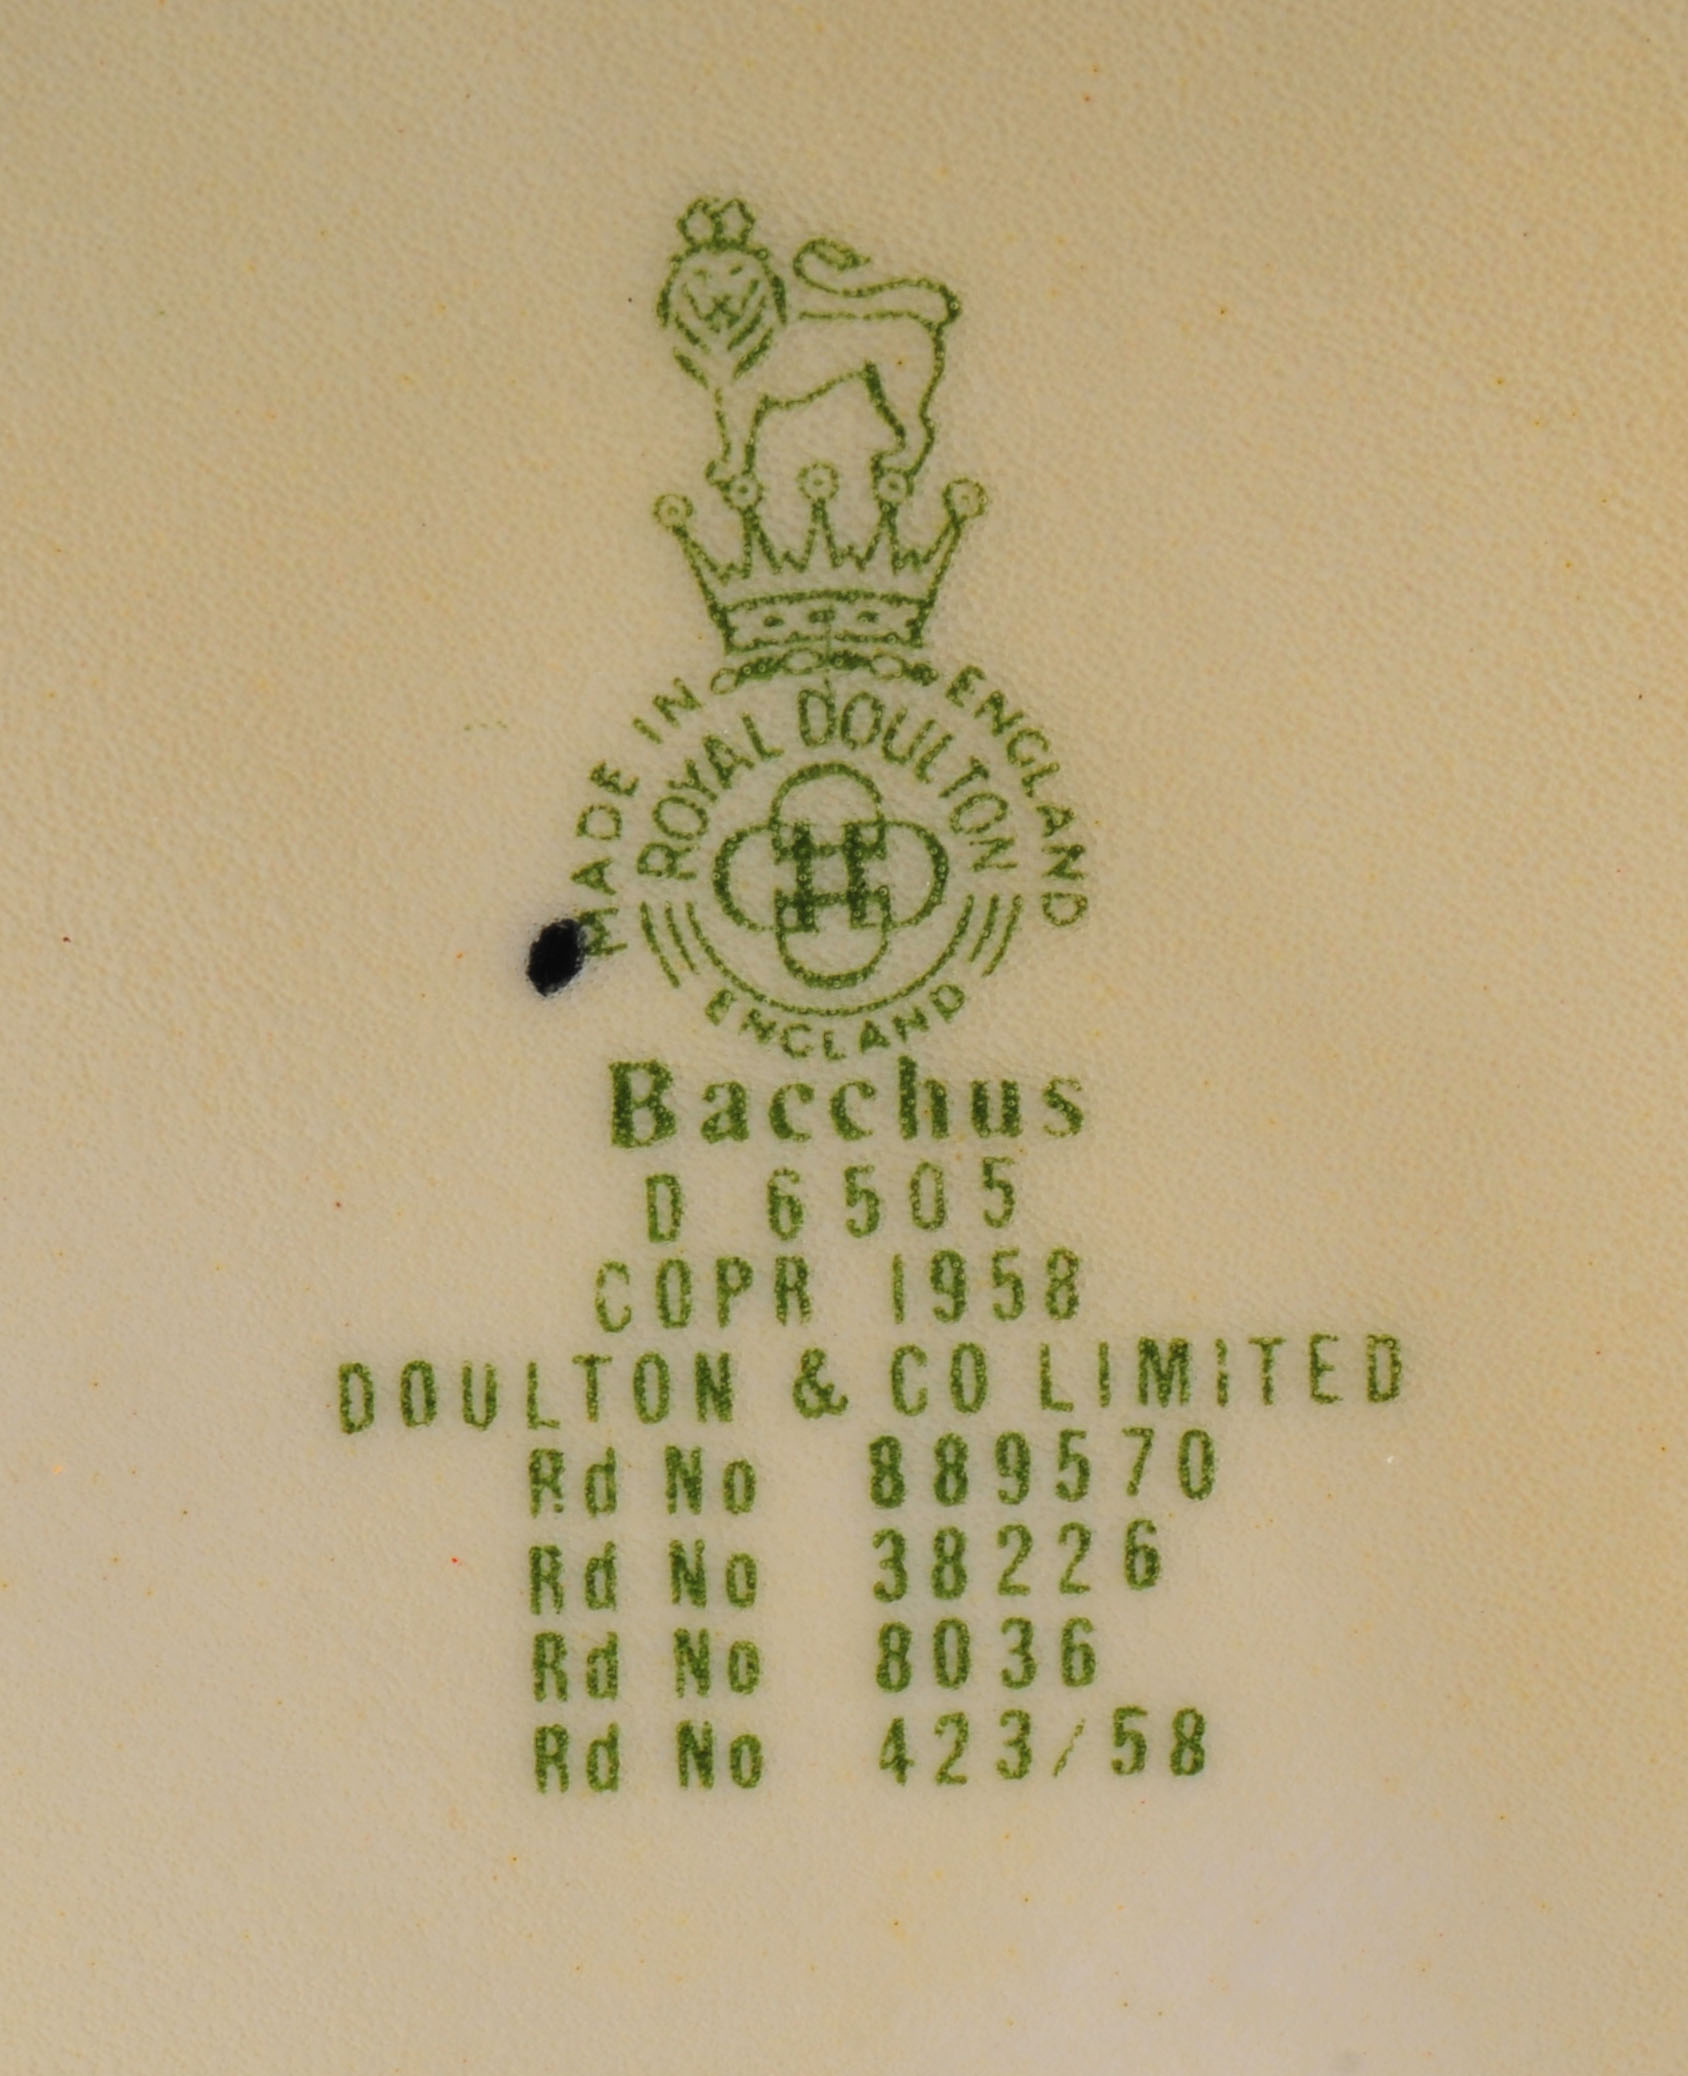 MADE IN ENGLAND
ROYAL DOULTON
ENGLAND
Bacchus
D 6505
COPR 1958
DOULTON & CO LIMITED
Rd No 889570
Rd No 38226
Rd No 8036
Rd No 423/58